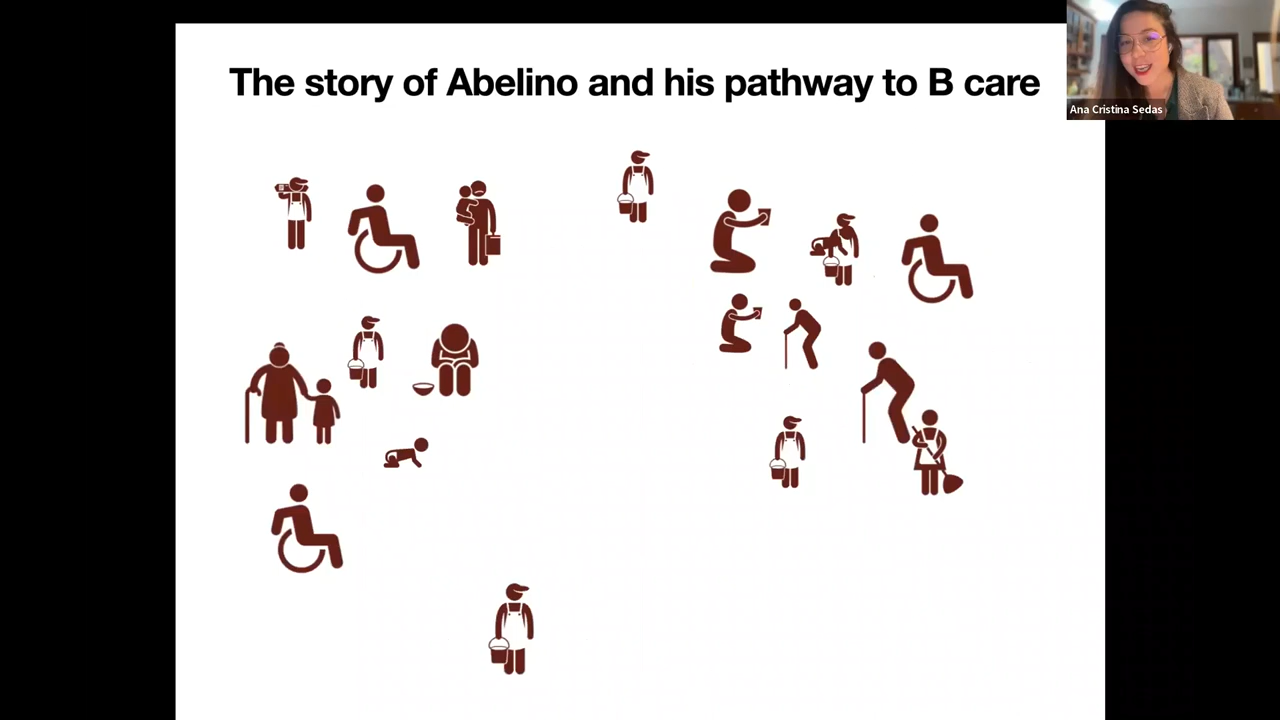 The story of Abelino and his pathway to B care
Ana Cristina Sedas